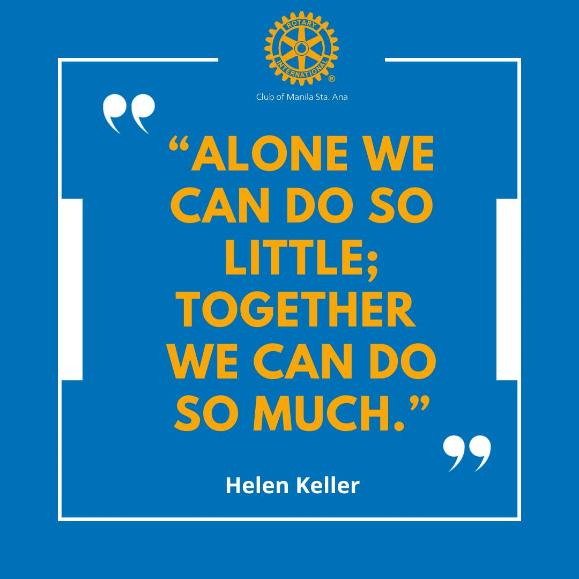 ROTARY
INTERNATIONAL
®
Club of Manila Sta. Ana
“ALONE WE
CAN DO SO
LITTLE;
TOGETHER
WE CAN DO
SO MUCH.”
Helen Keller